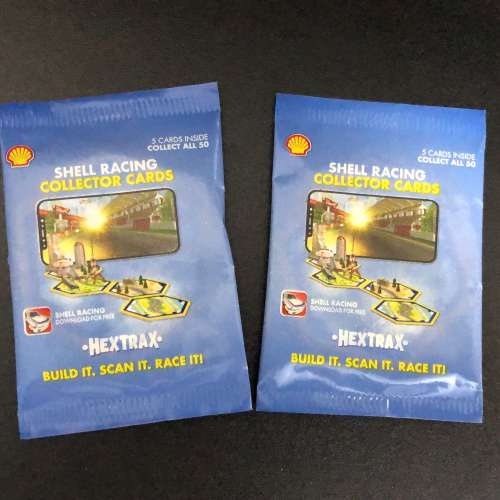 5 CARDS INSIDE
COLLECT ALL 50
SHELL RACING
COLLECTOR CARDS
SHELL RACING
DOWNLOAD FOR FREE
·HEXTRAX·
BUILD IT. SCAN IT. RACE IT!
5 CARDS INSIDE
COLLECT ALL 50
SHELL RACING
COLLECTOR CARDS
SHELL RACING
DOWNLOAD FOR FREE
·HEXTRAX·
BUILD IT. SCAN IT. RACE IT!